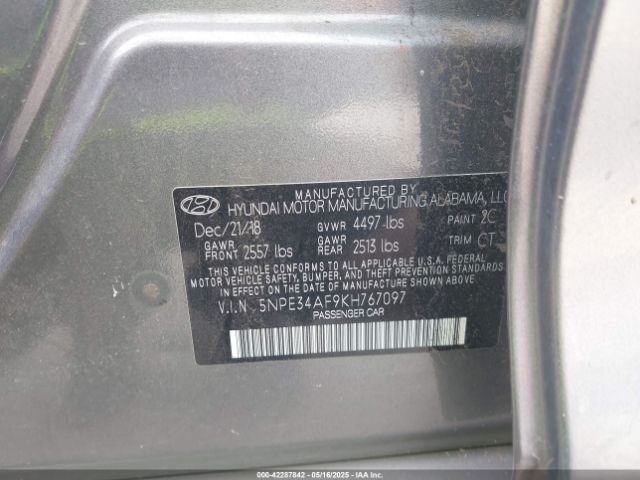 MANUFACTURED BY
HYUNDAI MOTOR MANUFACTURING ALABAMA, LLC
Dec/21/18 GVWR 4497 lbs PAINT 2C
GAWR FRONT 2557 lbs GAWR REAR 2513 lbs TRIM CT
THIS VEHICLE CONFORMS TO ALL APPLICABLE U.S.A. FEDERAL
MOTOR VEHICLE SAFETY, BUMPER, AND THEFT PREVENTION STANDARDS
IN EFFECT ON THE DATE OF MANUFACTURE SHOWN ABOVE
V.I.N 5NPE34AF9KH767097
PASSENGER CAR
000-42287842 - 05/16/2025 - IAAI.COM